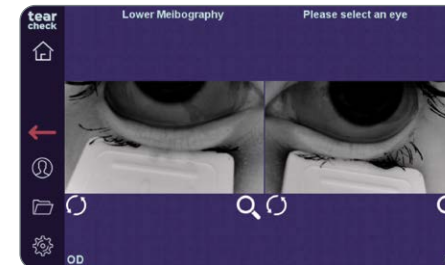 tear
check
Lower Meibography
Please select an eye
OD